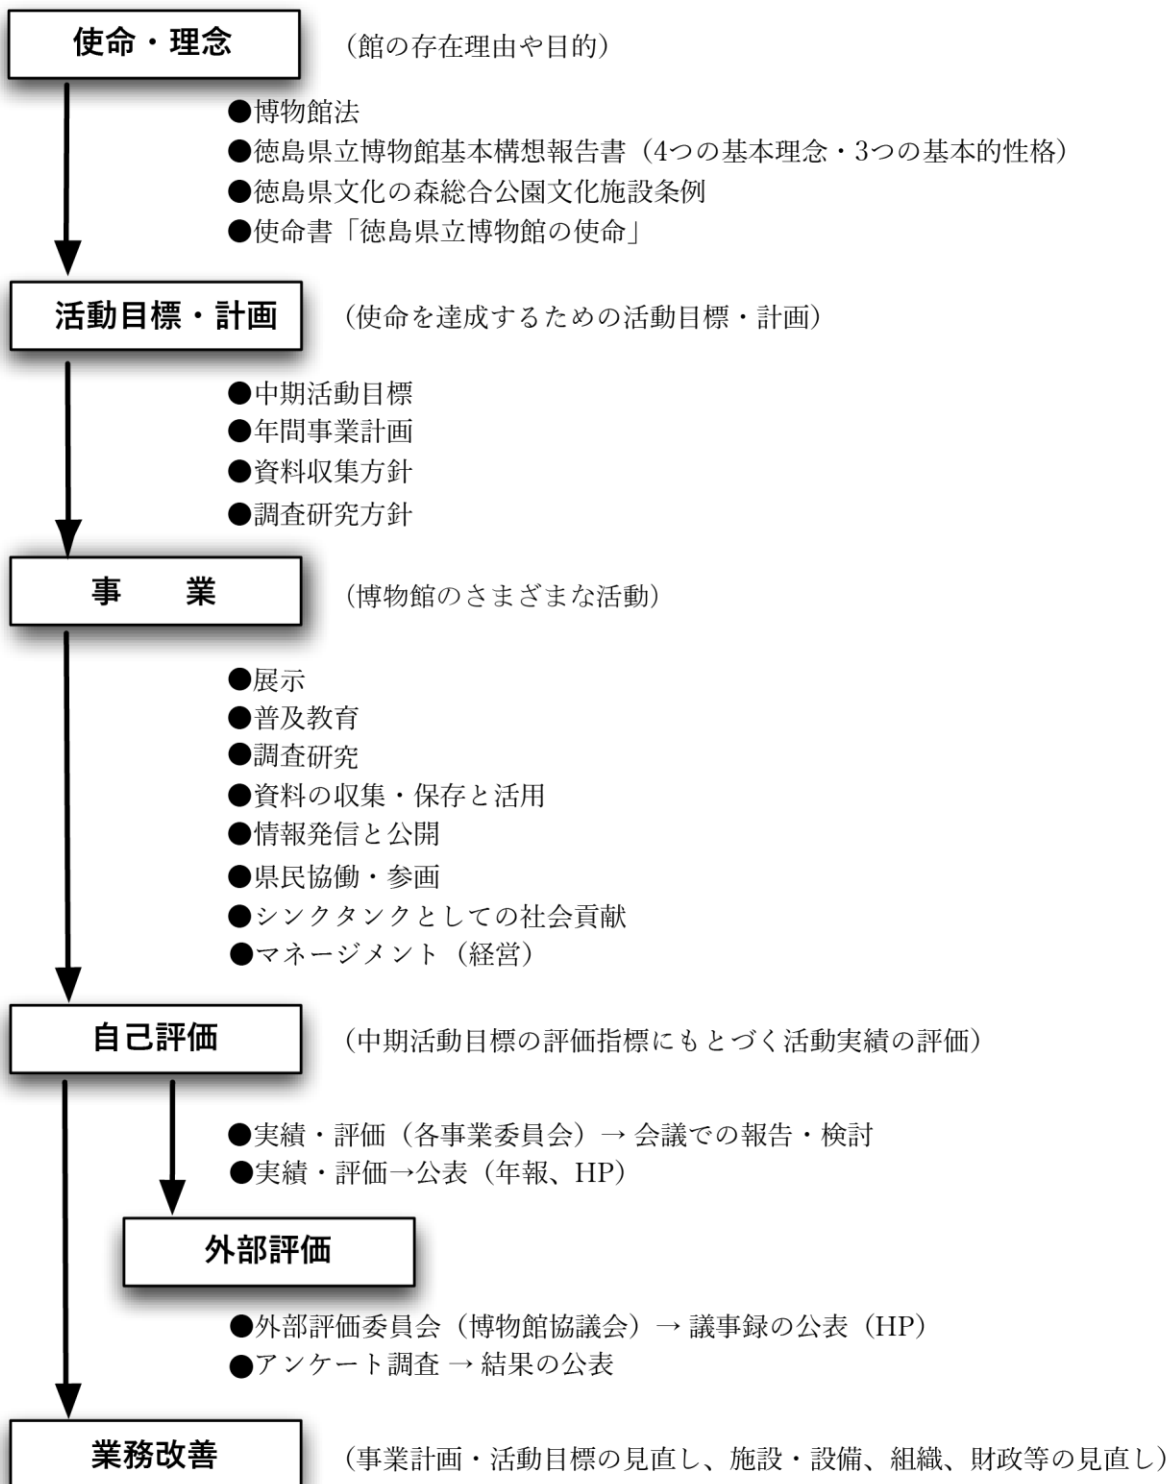 使命・理念　（館の存在理由や目的）
●博物館法
●徳島県立博物館基本構想報告書（4つの基本理念・3つの基本的性格）
●徳島県文化の森総合公園文化施設条例
●使命書「徳島県立博物館の使命」
活動目標・計画　（使命を達成するための活動目標・計画）
●中期活動目標
●年間事業計画
●資料収集方針
●調査研究方針
事　　業　（博物館のさまざまな活動）
●展示
●普及教育
●調査研究
●資料の収集・保存と活用
●情報発信と公開
●県民協働・参画
●シンクタンクとしての社会貢献
●マネージメント（経営）
自己評価　（中期活動目標の評価指標にもとづく活動実績の評価）
●実績・評価（各事業委員会）→ 会議での報告・検討
●実績・評価→公表（年報、HP）
外部評価
●外部評価委員会（博物館協議会）→ 議事録の公表（HP）
●アンケート調査 → 結果の公表
業務改善　（事業計画・活動目標の見直し、施設・設備、組織、財政等の見直し）